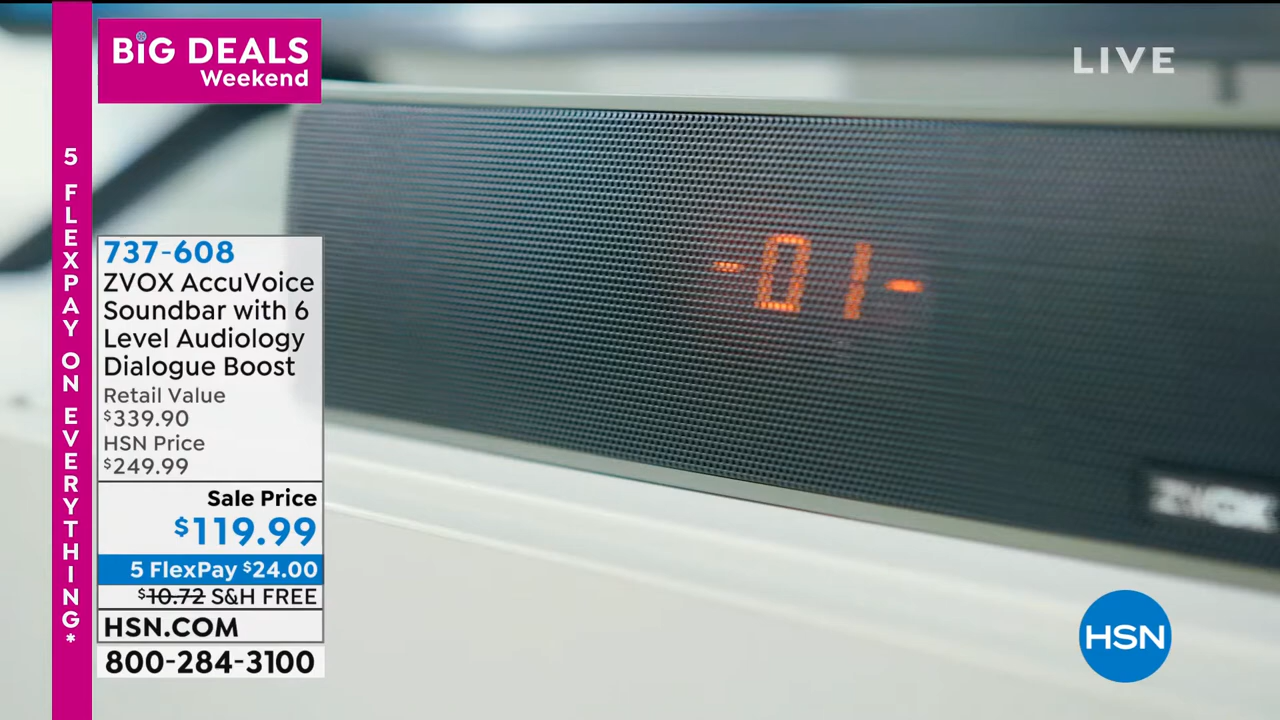 BiG DEALS
Weekend
LIVE
5 FLEXPAY ON EVERYTHING*
-01-
737-608
ZVOX AccuVoice
Soundbar with 6
Level Audiology
Dialogue Boost
Retail Value
$339.90
HSN Price
$249.99
Sale Price
$119.99
5 FlexPay $24.00
$10.72 S&H FREE
HSN.COM
800-284-3100
ZVOX
HSN